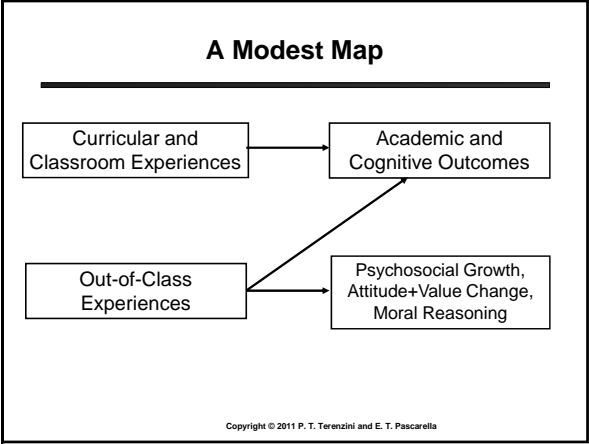 A Modest Map
Curricular and
Classroom Experiences
Academic and
Cognitive Outcomes
Out-of-Class
Experiences
Psychosocial Growth,
Attitude+Value Change,
Moral Reasoning
Copyright © 2011 P. T. Terenzini and E. T. Pascarella